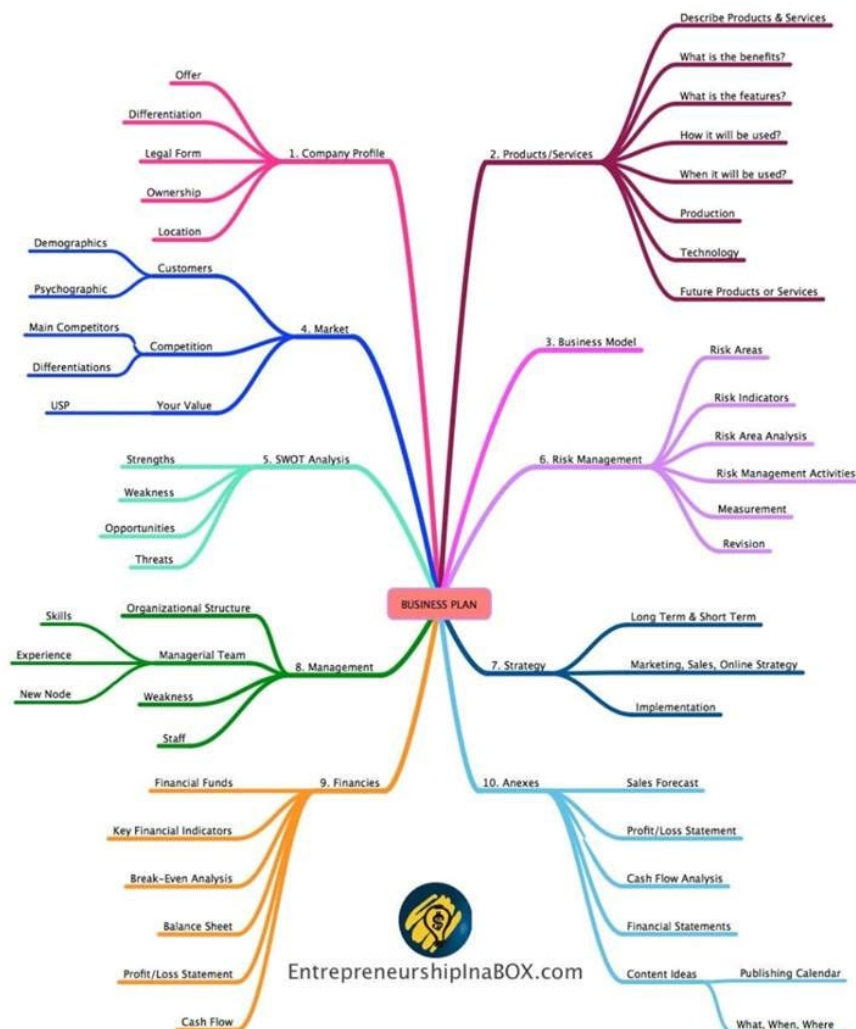 1. Company Profile
Offer
Differentiation
Legal Form
Ownership
Location
2. Products/Services
Describe Products & Services
What is the benefits?
What is the features?
How it will be used?
When it will be used?
Production
Technology
Future Products or Services
3. Business Model
4. Market
Customers
Demographics
Psychographic
Competition
Main Competitors
Differentiations
Your Value
USP
5. SWOT Analysis
Strengths
Weakness
Opportunities
Threats
6. Risk Management
Risk Areas
Risk Indicators
Risk Area Analysis
Risk Management Activities
Measurement
Revision
BUSINESS PLAN
7. Strategy
Long Term & Short Term
Marketing, Sales, Online Strategy
Implementation
8. Management
Organizational Structure
Managerial Team
Skills
Experience
New Node
Weakness
Staff
9. Financies
Financial Funds
Key Financial Indicators
Break-Even Analysis
Balance Sheet
Profit/Loss Statement
Cash Flow
10. Anexes
Sales Forecast
Profit/Loss Statement
Cash Flow Analysis
Financial Statements
Content Ideas
Publishing Calendar
What, When, Where
$
EntrepreneurshipInaBOX.com